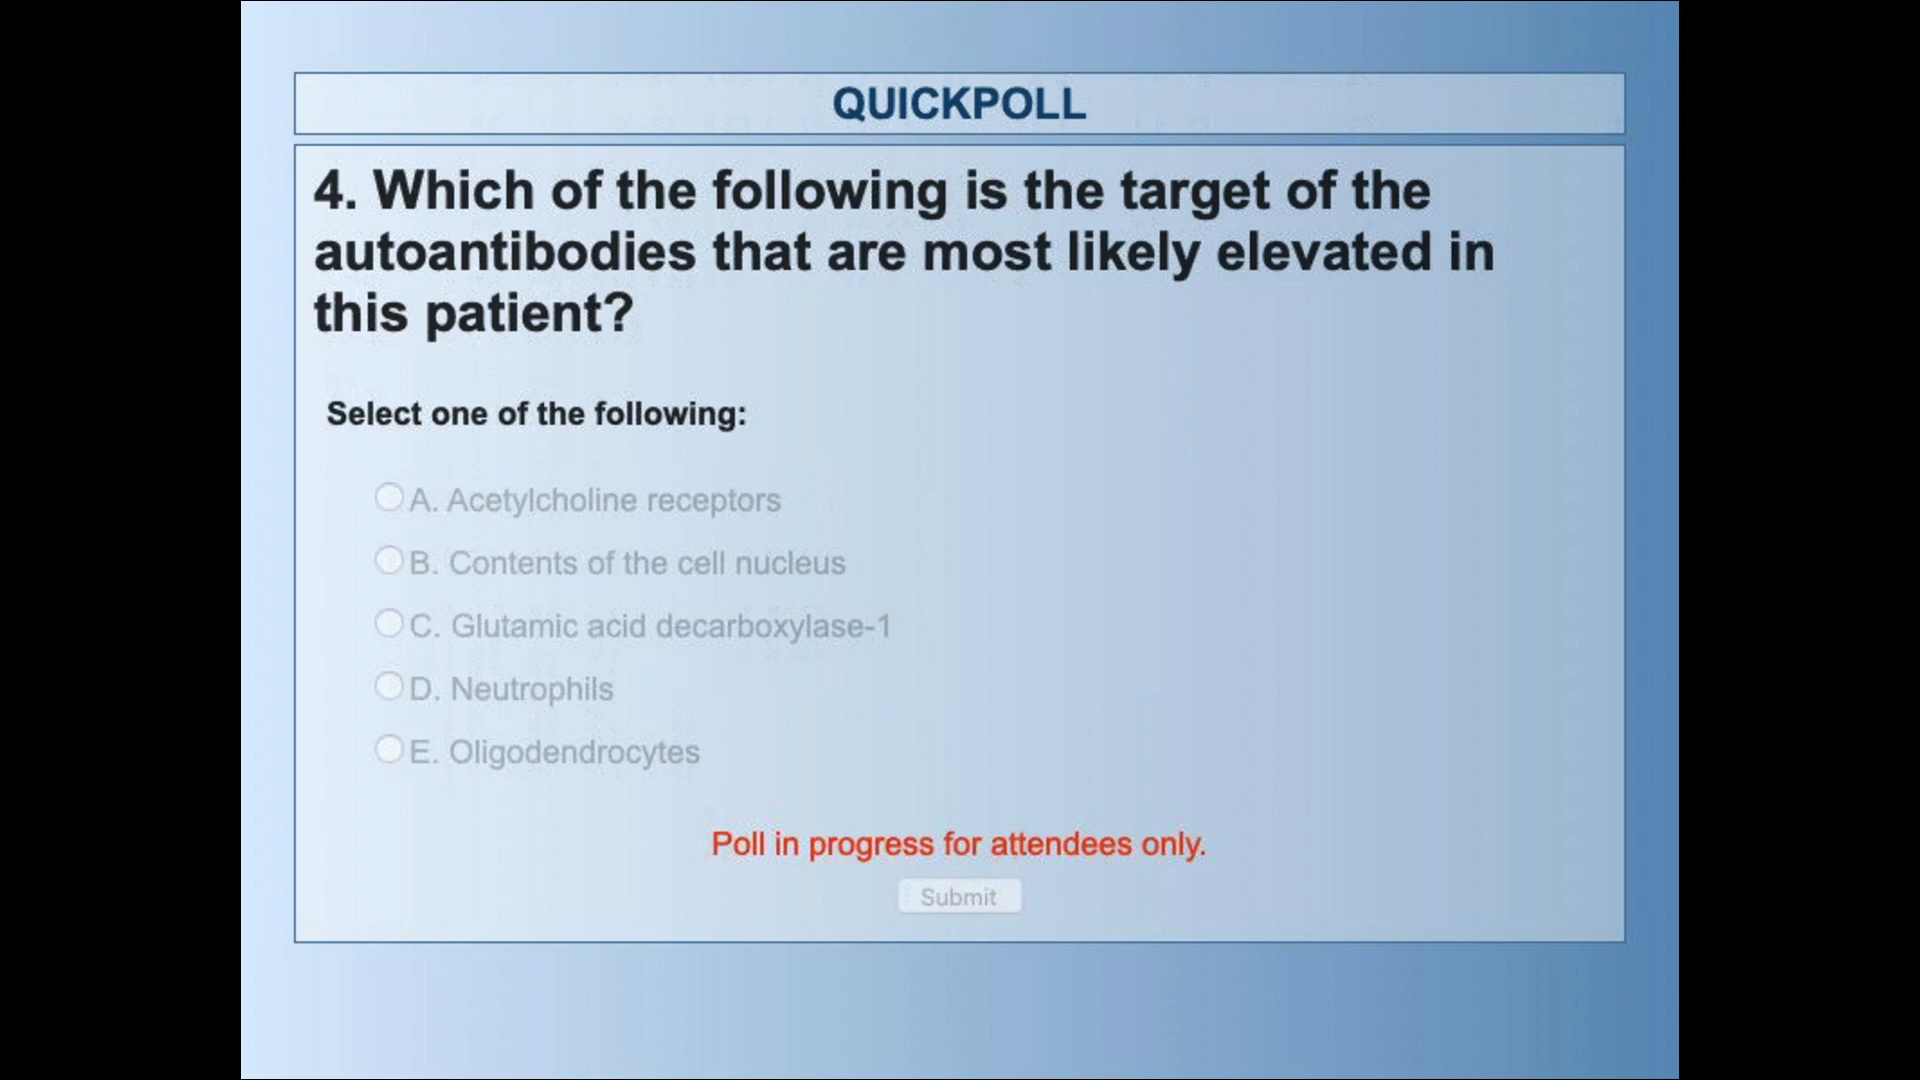 QUICKPOLL
4. Which of the following is the target of the
autoantibodies that are most likely elevated in
this patient?
Select one of the following:
A. Acetylcholine receptors
B. Contents of the cell nucleus
C. Glutamic acid decarboxylase-1
D. Neutrophils
E. Oligodendrocytes
Poll in progress for attendees only.
Submit